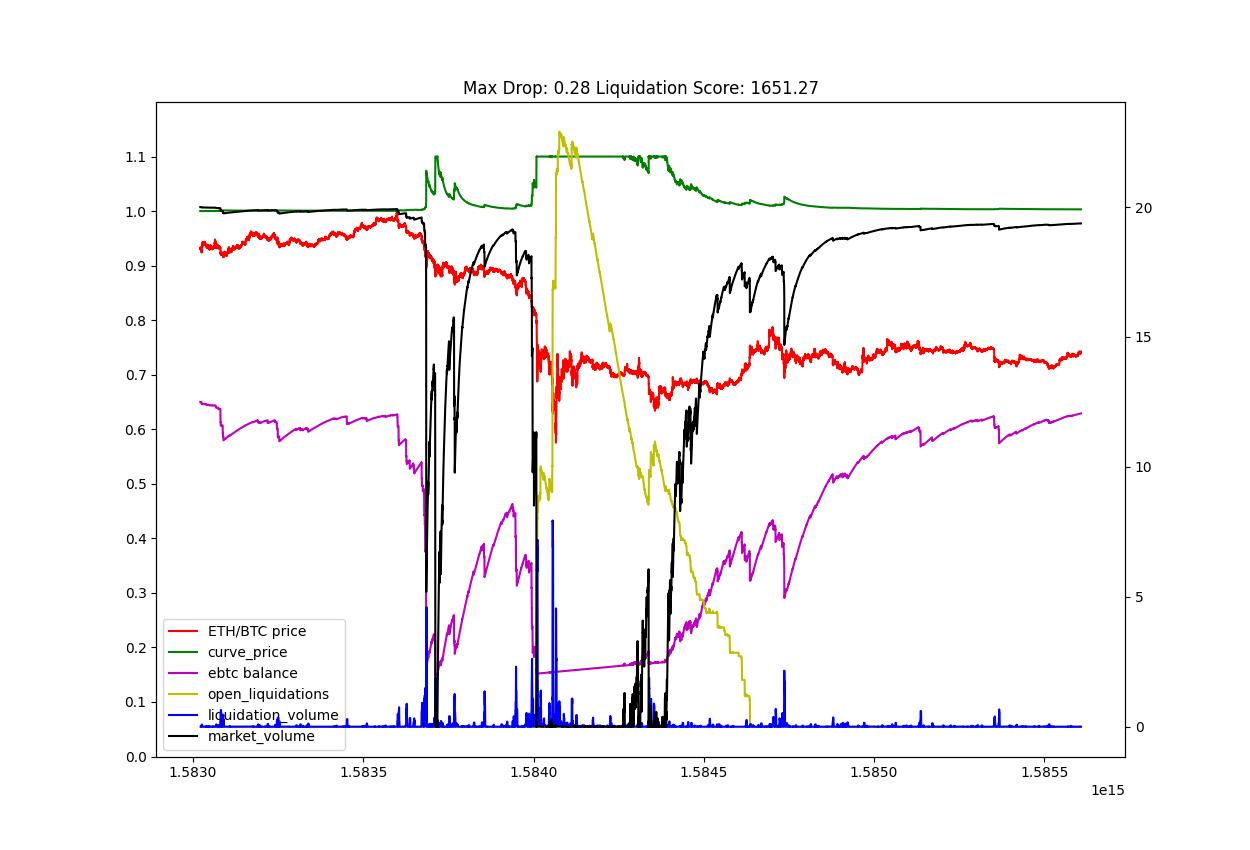 Max Drop: 0.28 Liquidation Score: 1651.27
1.1
1.0
0.9
0.8
0.7
0.6
0.5
0.4
0.3
0.2
0.1
0.0
20
15
10
5
0
ETH/BTC price
curve_price
ebtc balance
open_liquidations
liquidation_volume
market_volume
1.5830 1.5835 1.5840 1.5845 1.5850 1.5855
1e15